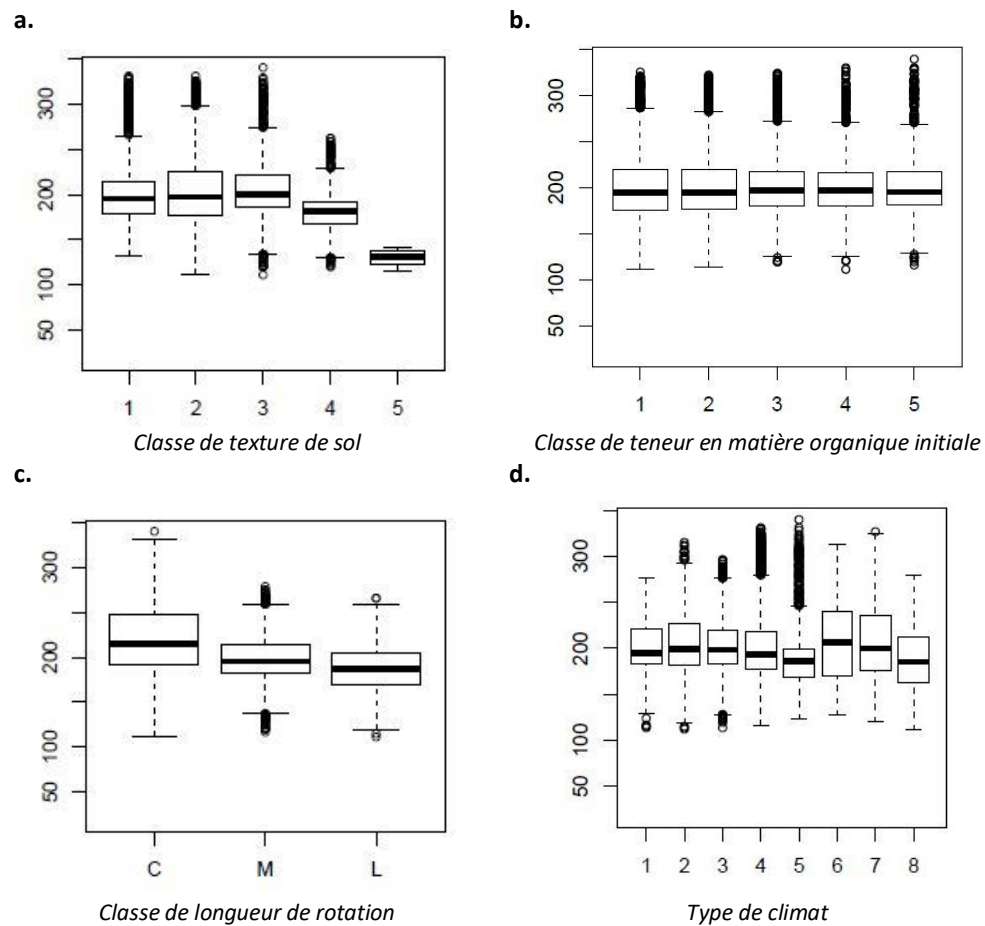 a.
300
200
100
50
1 2 3 4 5
Classe de texture de sol
b.
300
200
100
50
1 2 3 4 5
Classe de teneur en matière organique initiale
c.
300
200
100
50
C M L
Classe de longueur de rotation
d.
300
200
100
50
1 2 3 4 5 6 7 8
Type de climat